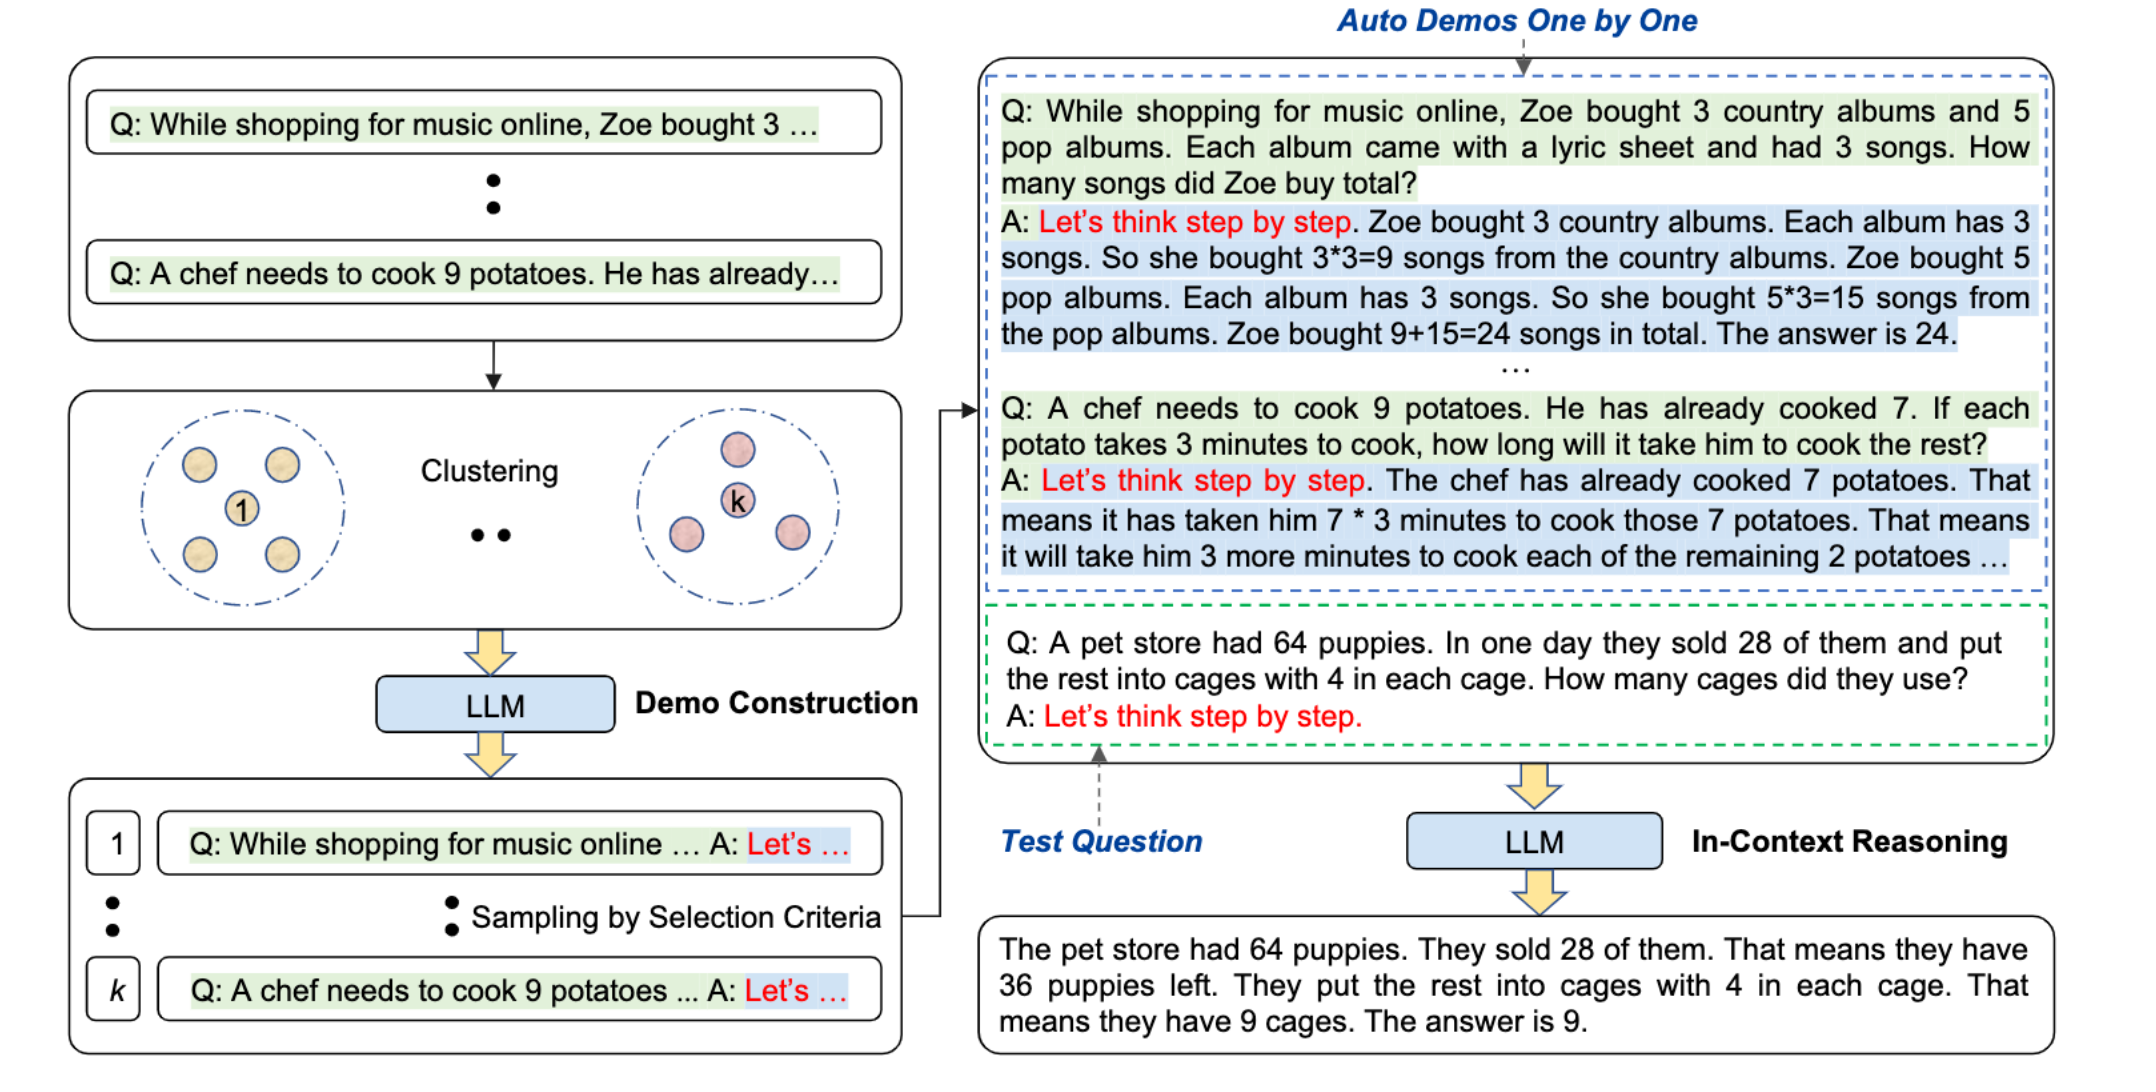 Q: While shopping for music online, Zoe bought 3 …
Q: A chef needs to cook 9 potatoes. He has already…
1
Clustering
k
LLM
Demo Construction
1
Q: While shopping for music online … A: Let’s …
Sampling by Selection Criteria
k
Q: A chef needs to cook 9 potatoes ... A: Let’s …
Auto Demos One by One
Q: While shopping for music online, Zoe bought 3 country albums and 5
pop albums. Each album came with a lyric sheet and had 3 songs. How
many songs did Zoe buy total?
A: Let’s think step by step. Zoe bought 3 country albums. Each album has 3
songs. So she bought 3*3=9 songs from the country albums. Zoe bought 5
pop albums. Each album has 3 songs. So she bought 5*3=15 songs from
the pop albums. Zoe bought 9+15=24 songs in total. The answer is 24.
…
Q: A chef needs to cook 9 potatoes. He has already cooked 7. If each
potato takes 3 minutes to cook, how long will it take him to cook the rest?
A: Let’s think step by step. The chef has already cooked 7 potatoes. That
means it has taken him 7 * 3 minutes to cook those 7 potatoes. That means
it will take him 3 more minutes to cook each of the remaining 2 potatoes …
Q: A pet store had 64 puppies. In one day they sold 28 of them and put
the rest into cages with 4 in each cage. How many cages did they use?
A: Let’s think step by step.
Test Question
LLM
In-Context Reasoning
The pet store had 64 puppies. They sold 28 of them. That means they have
36 puppies left. They put the rest into cages with 4 in each cage. That
means they have 9 cages. The answer is 9.